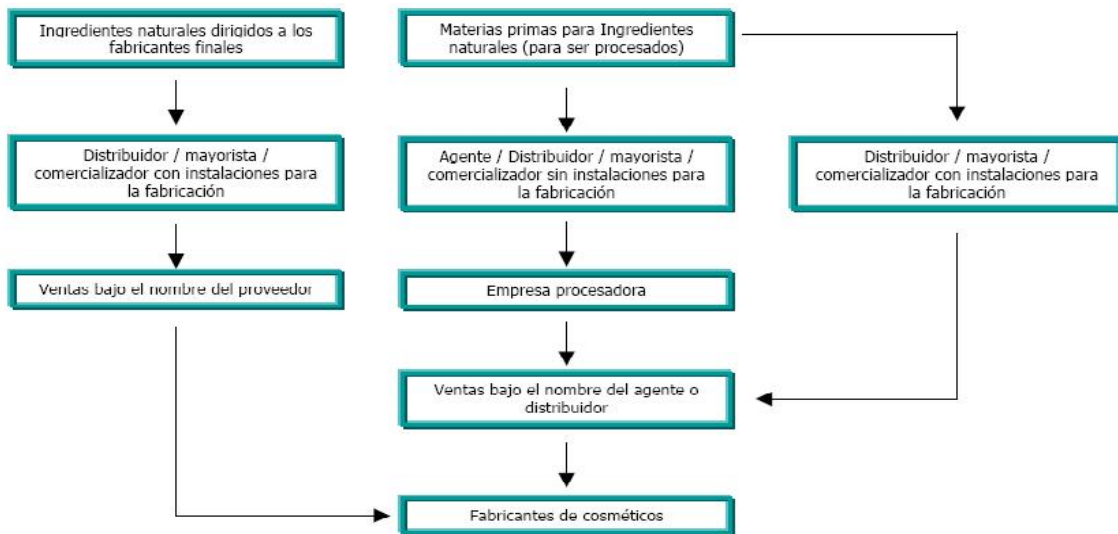 Ingredientes naturales dirigidos a los
fabricantes finales
Materias primas para Ingredientes
naturales (para ser procesados)
Distribuidor / mayorista /
comercializador con instalaciones para
la fabricación
Agente / Distribuidor / mayorista /
comercializador sin instalaciones para
la fabricación
Distribuidor / mayorista /
comercializador con instalaciones para
la fabricación
Ventas bajo el nombre del proveedor
Empresa procesadora
Ventas bajo el nombre del agente o
distribuidor
Fabricantes de cosméticos